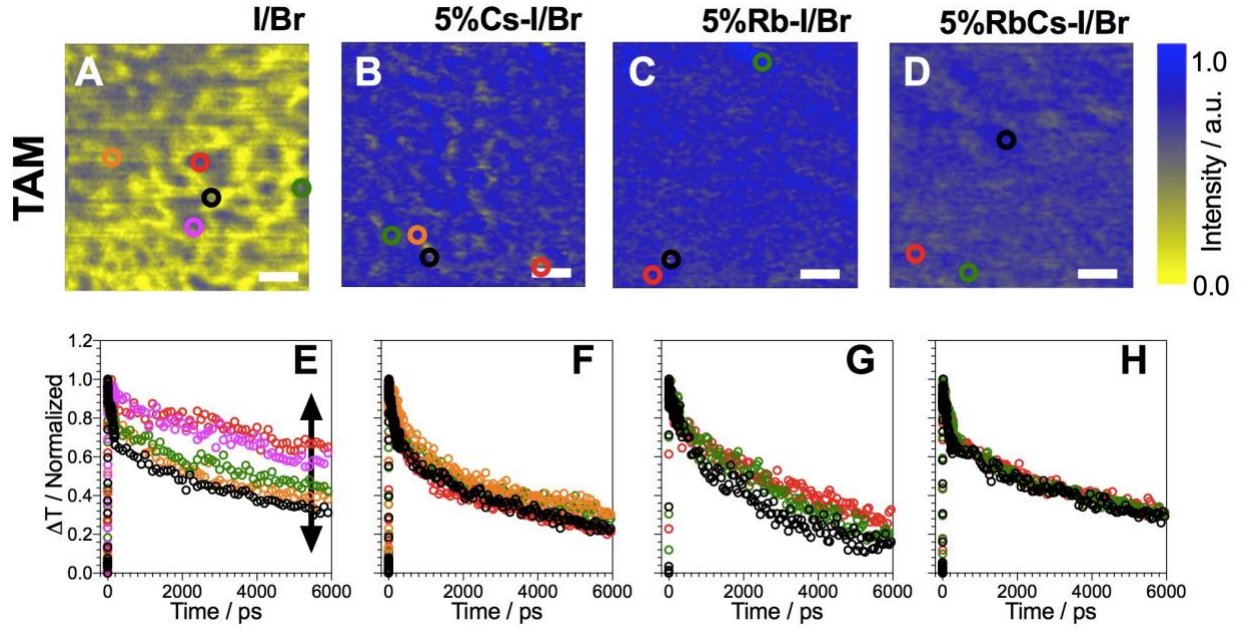 I/Br
5%Cs-I/Br
5%Rb-I/Br
5%RbCs-I/Br
TAM
A
B
C
D
1.0
0.0
Intensity / a.u.
E
F
G
H
1.2
1.0
0.8
0.6
0.4
0.2
0.0
ΔT / Normalized
0 2000 4000 6000
0 2000 4000 6000
0 2000 4000 6000
0 2000 4000 6000
Time / ps
Time / ps
Time / ps
Time / ps